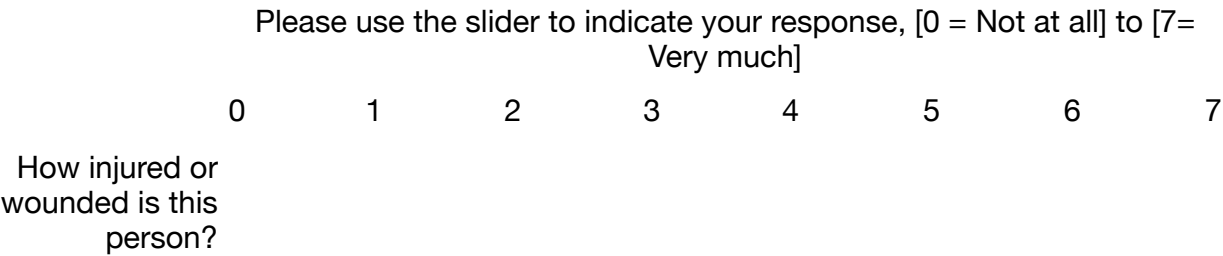 Please use the slider to indicate your response, [0 = Not at all] to [7=
Very much]
0 1 2 3 4 5 6 7
How injured or
wounded is this
person?